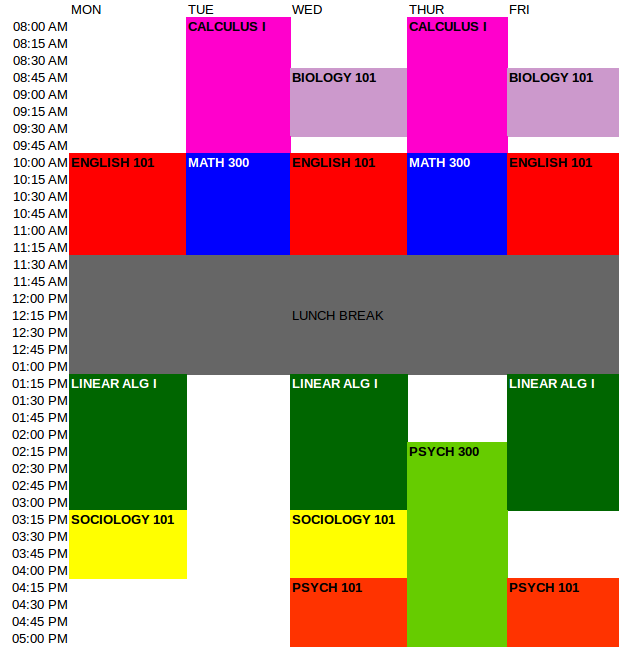 MON TUE WED THUR FRI
08:00 AM CALCULUS I CALCULUS I
08:15 AM
08:30 AM
08:45 AM BIOLOGY 101 BIOLOGY 101
09:00 AM
09:15 AM
09:30 AM
09:45 AM
10:00 AM ENGLISH 101 MATH 300 ENGLISH 101 MATH 300 ENGLISH 101
10:15 AM
10:30 AM
10:45 AM
11:00 AM
11:15 AM
11:30 AM
11:45 AM
12:00 PM
12:15 PM LUNCH BREAK
12:30 PM
12:45 PM
01:00 PM
01:15 PM LINEAR ALG I LINEAR ALG I LINEAR ALG I
01:30 PM
01:45 PM
02:00 PM
02:15 PM PSYCH 300
02:30 PM
02:45 PM
03:00 PM
03:15 PM SOCIOLOGY 101 SOCIOLOGY 101
03:30 PM
03:45 PM
04:00 PM
04:15 PM PSYCH 101 PSYCH 101
04:30 PM
04:45 PM
05:00 PM